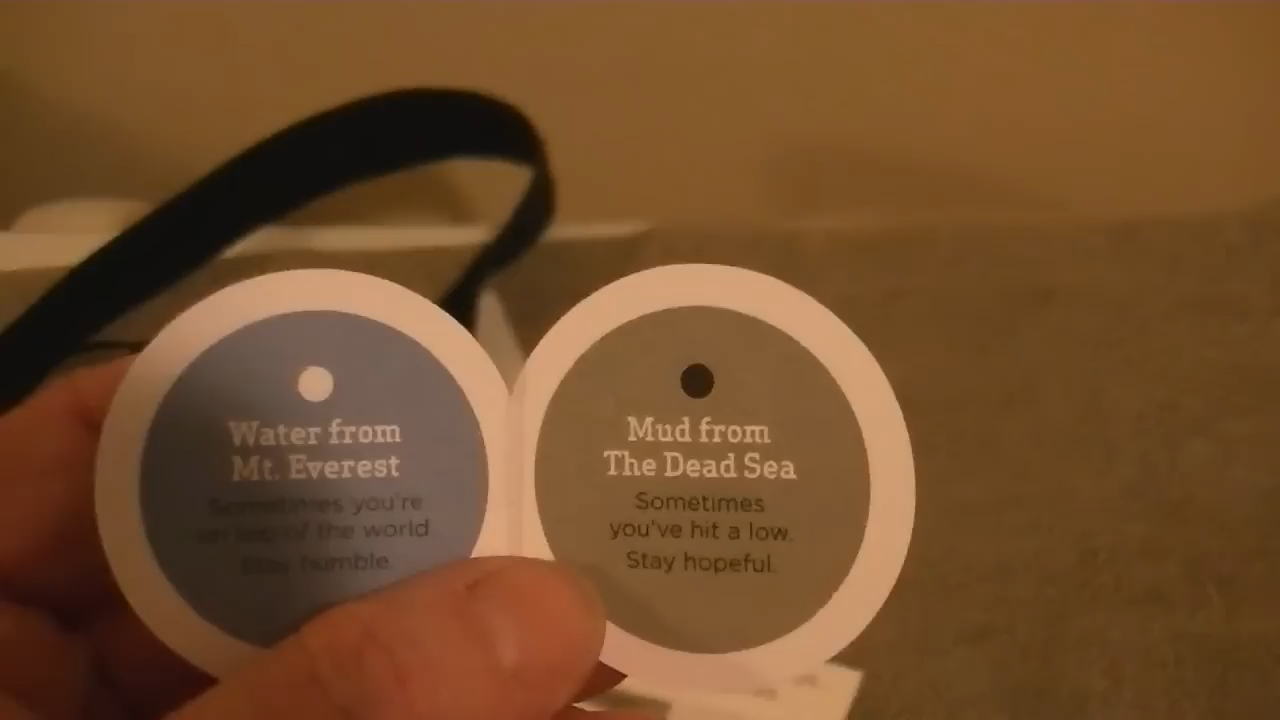 Water from
Mt. Everest
Sometimes you're
on top of the world.
Stay humble.
Mud from
The Dead Sea
Sometimes
you've hit a low.
Stay hopeful.